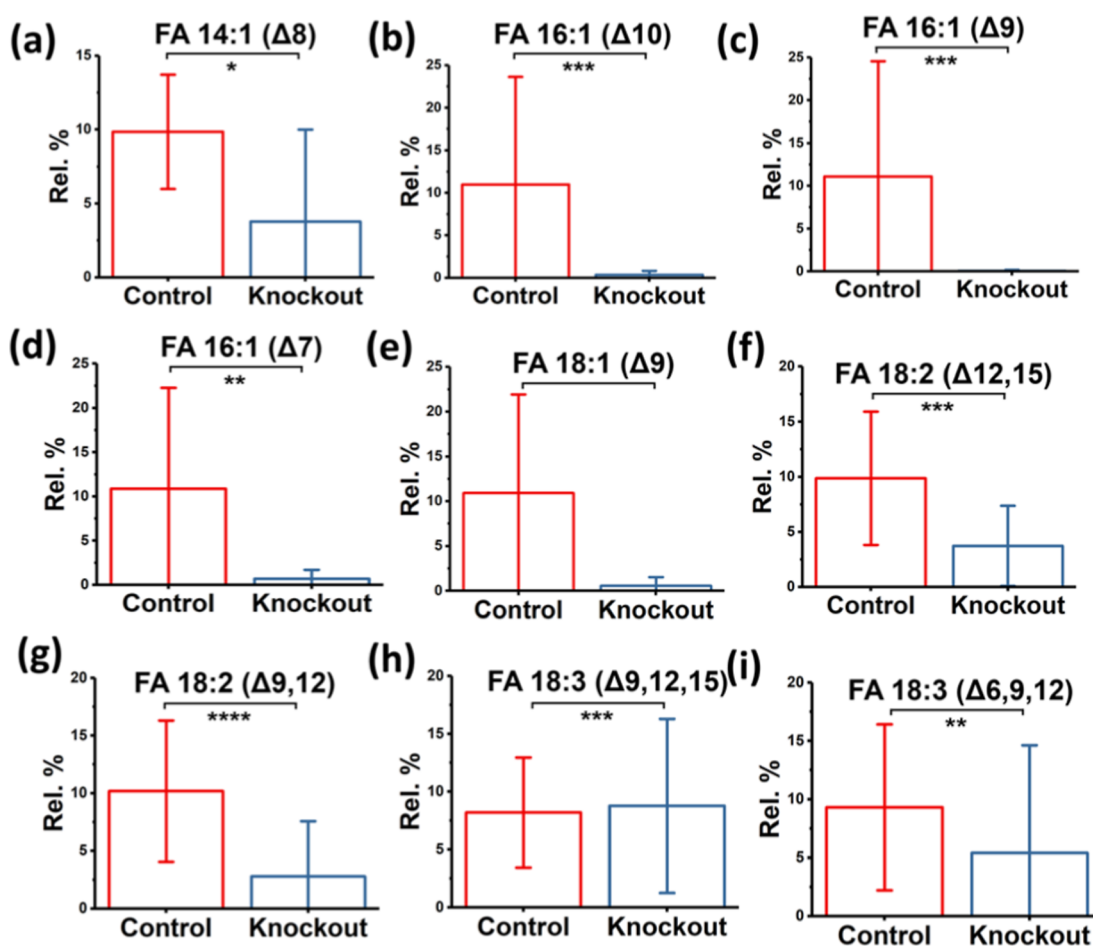 (a)
FA 14:1 (Δ8)
*
Rel. %
15
10
5
0
Control Knockout
(b)
FA 16:1 (Δ10)
***
Rel. %
25
20
15
10
5
0
Control Knockout
(c)
FA 16:1 (Δ9)
***
Rel. %
25
20
15
10
5
0
Control Knockout
(d)
FA 16:1 (Δ7)
**
Rel. %
25
20
15
10
5
0
Control Knockout
(e)
FA 18:1 (Δ9)
Rel. %
25
20
15
10
5
0
Control Knockout
(f)
FA 18:2 (Δ12,15)
***
Rel. %
20
15
10
5
0
Control Knockout
(g)
FA 18:2 (Δ9,12)
****
Rel. %
20
15
10
5
0
Control Knockout
(h)
FA 18:3 (Δ9,12,15)
***
Rel. %
20
15
10
5
0
Control Knockout
(i)
FA 18:3 (Δ6,9,12)
**
Rel. %
20
15
10
5
0
Control Knockout